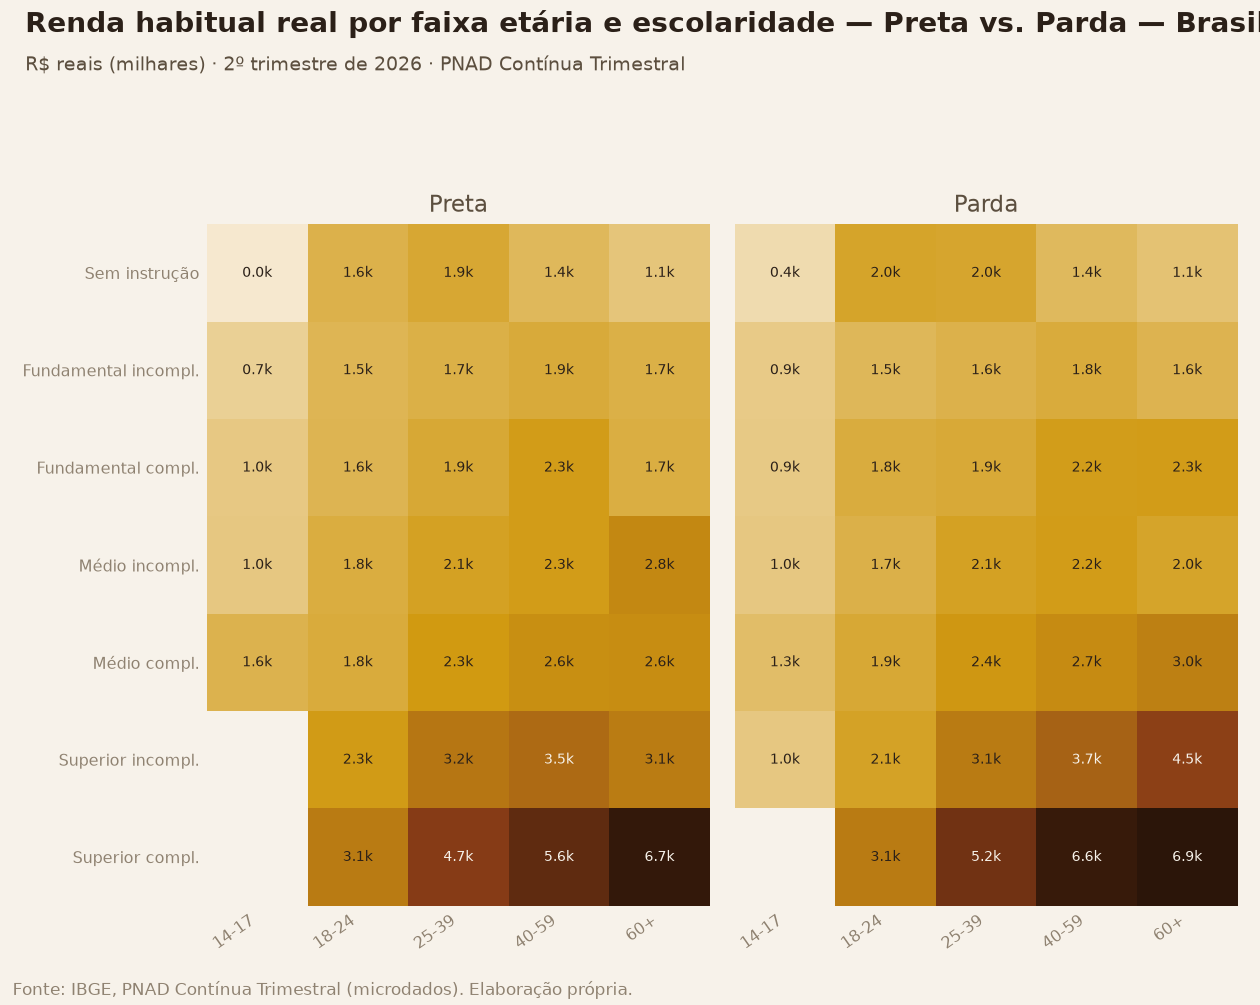 Renda habitual real por faixa etária e escolaridade — Preta vs. Parda — Brasil
R$ reais (milhares) · 2º trimestre de 2026 · PNAD Contínua Trimestral
Preta Parda
Sem instrução 0.0k 1.6k 1.9k 1.4k 1.1k 0.4k 2.0k 2.0k 1.4k 1.1k
Fundamental incompl. 0.7k 1.5k 1.7k 1.9k 1.7k 0.9k 1.5k 1.6k 1.8k 1.6k
Fundamental compl. 1.0k 1.6k 1.9k 2.3k 1.7k 0.9k 1.8k 1.9k 2.2k 2.3k
Médio incompl. 1.0k 1.8k 2.1k 2.3k 2.8k 1.0k 1.7k 2.1k 2.2k 2.0k
Médio compl. 1.6k 1.8k 2.3k 2.6k 2.6k 1.3k 1.9k 2.4k 2.7k 3.0k
Superior incompl. 2.3k 3.2k 3.5k 3.1k 1.0k 2.1k 3.1k 3.7k 4.5k
Superior compl. 3.1k 4.7k 5.6k 6.7k 3.1k 5.2k 6.6k 6.9k
14-17 18-24 25-39 40-59 60+ 14-17 18-24 25-39 40-59 60+
Fonte: IBGE, PNAD Contínua Trimestral (microdados). Elaboração própria.